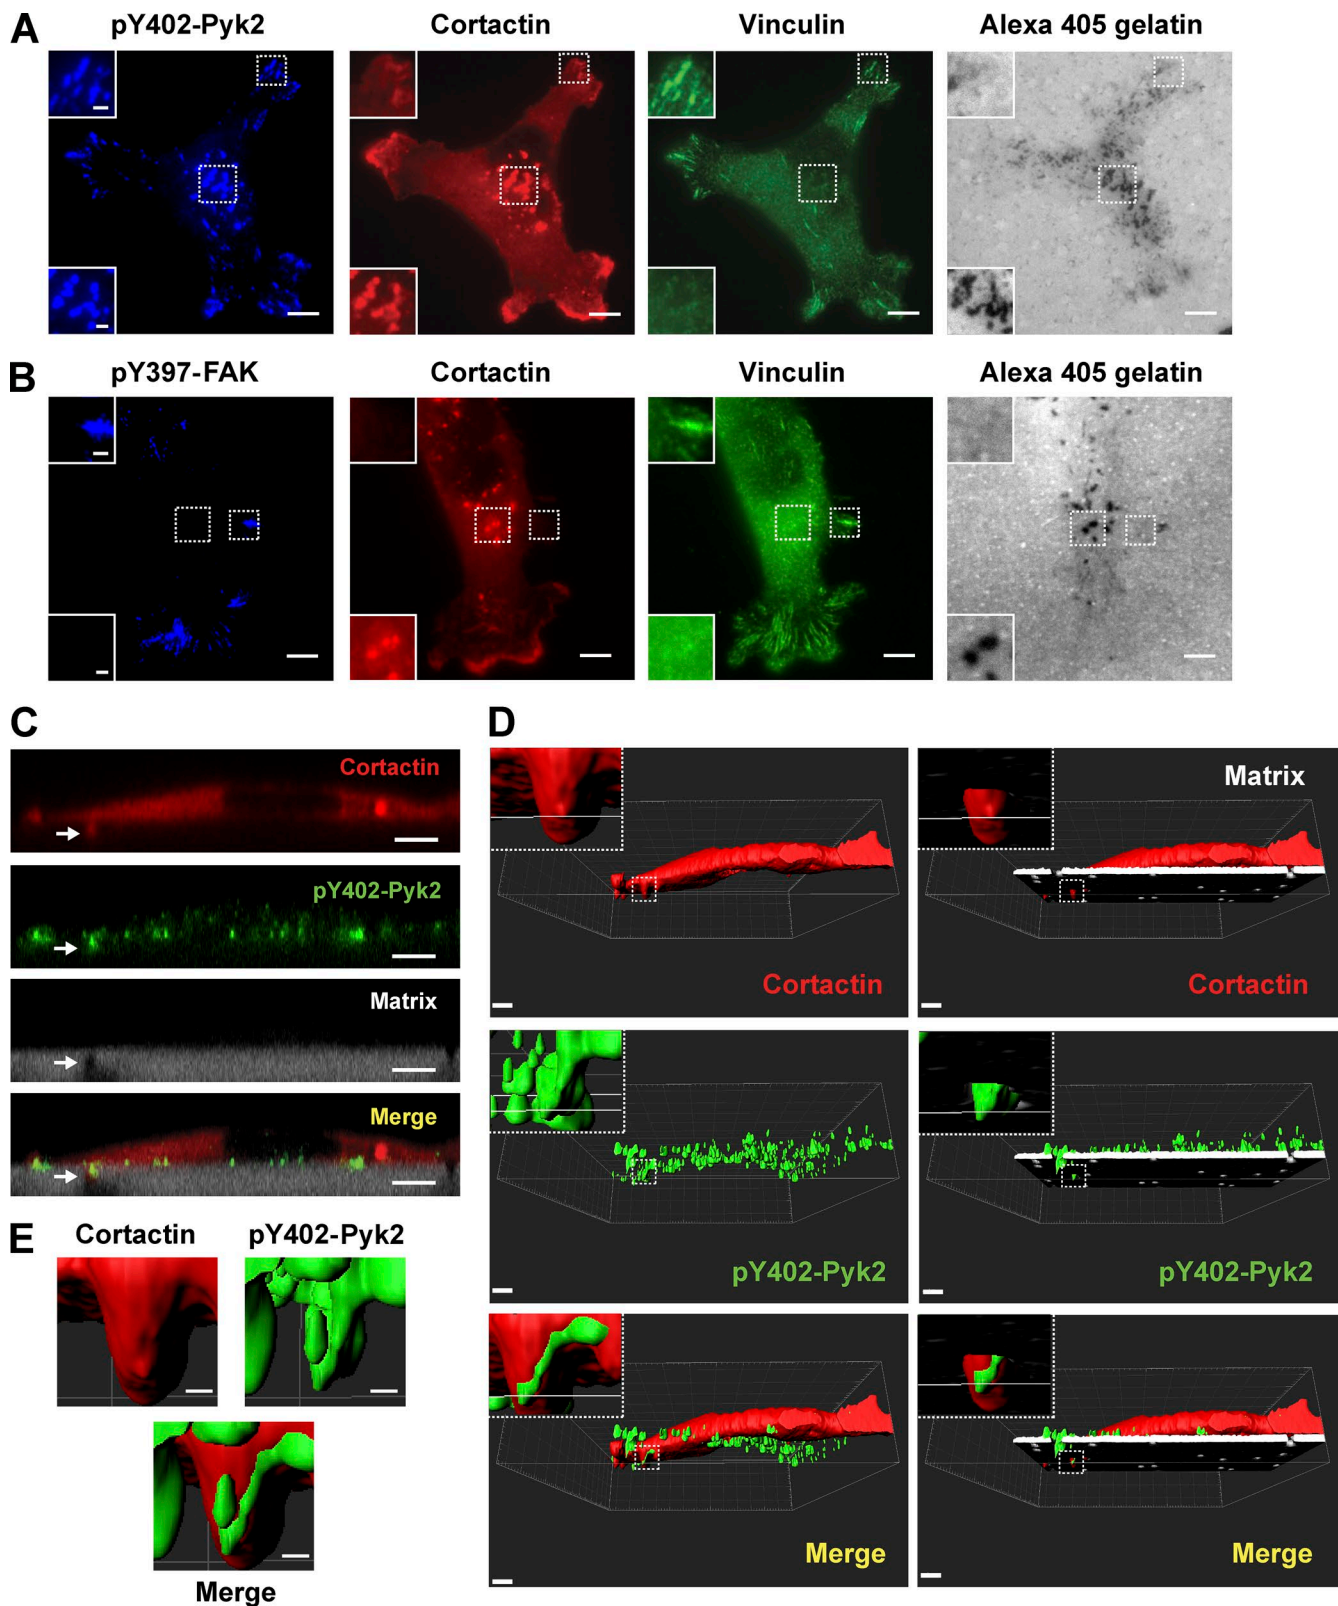 A
pY402-Pyk2 Cortactin Vinculin Alexa 405 gelatin
B
pY397-FAK Cortactin Vinculin Alexa 405 gelatin
C
Cortactin
pY402-Pyk2
Matrix
Merge
D
Matrix
Cortactin Cortactin
pY402-Pyk2 pY402-Pyk2
Merge Merge
E
Cortactin pY402-Pyk2
Merge